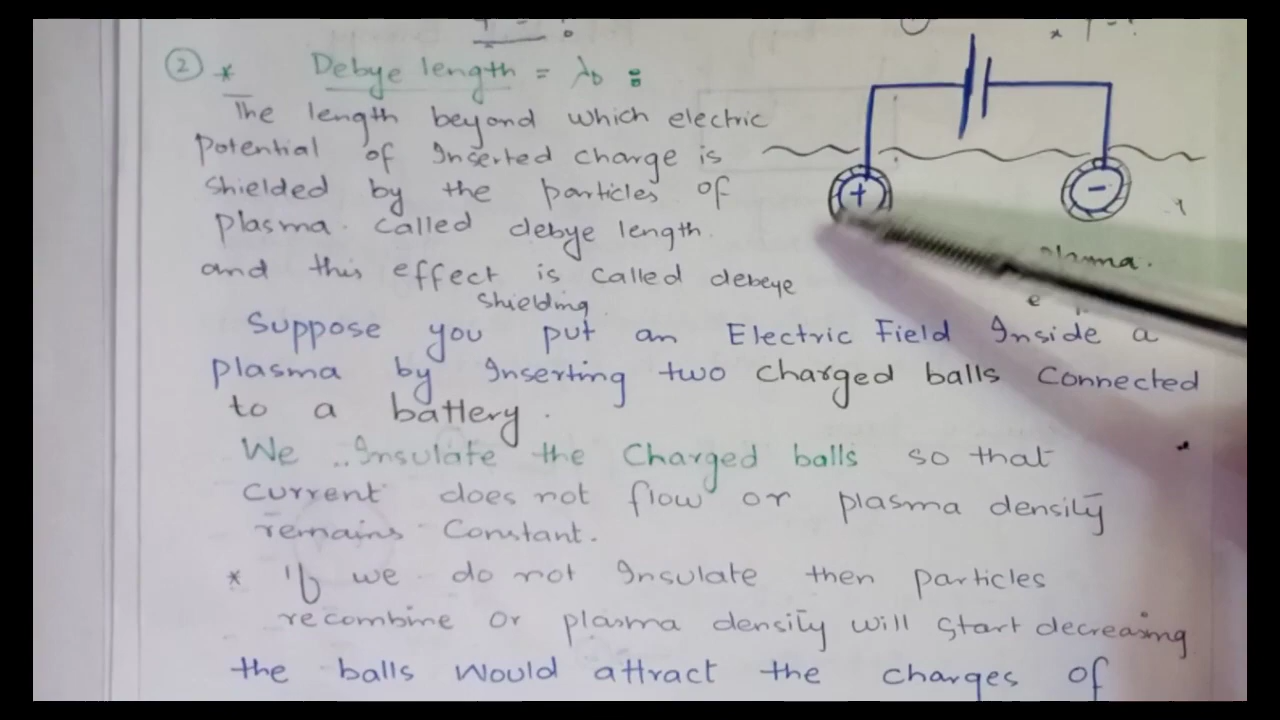 ② * Debye length = λD :
The length beyond which electric
Potential of Inserted charge is
Shielded by the particles of
plasma. called debye length.
and this effect is called debeye
shielding
Suppose you put an Electric Field Inside a
plasma by Inserting two charged balls Connected
to a battery.
We ..Insulate the Charged balls so that
current does not flow or plasma density
remains Constant.
* If we do not Insulate then particles
recombine or plasma density will start decreasing
the balls would attract the charges of
+
-
plasma.
e